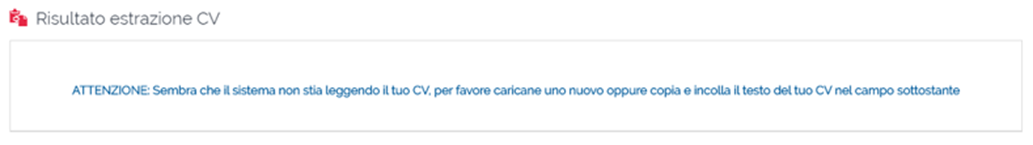 Risultato estrazione CV
ATTENZIONE: Sembra che il sistema non stia leggendo il tuo CV, per favore caricane uno nuovo oppure copia e incolla il testo del tuo CV nel campo sottostante